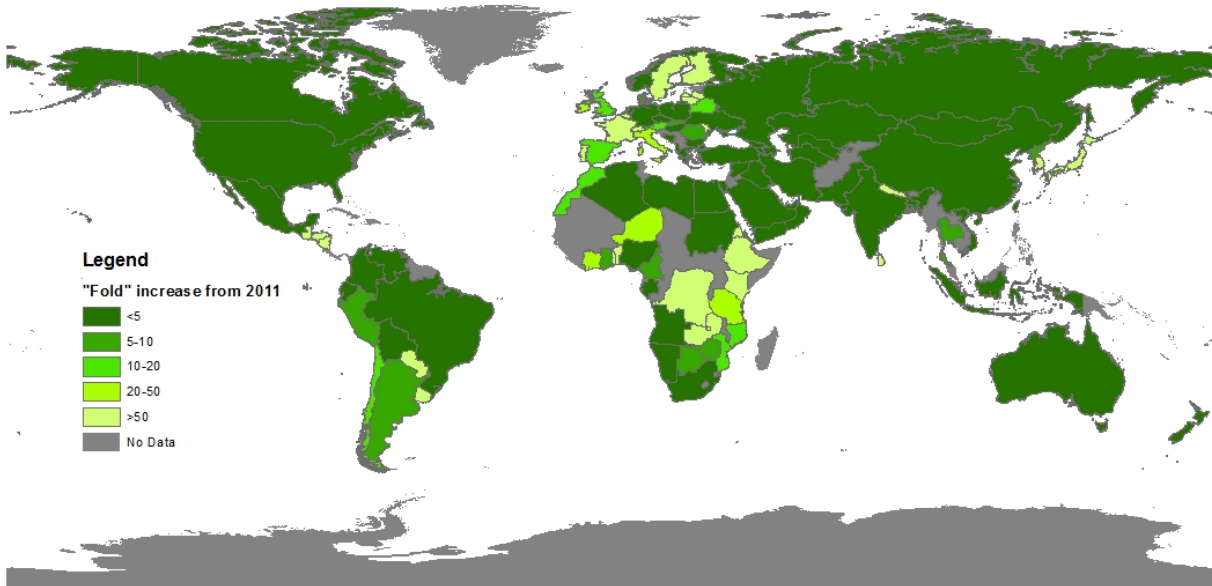 Legend
"Fold" increase from 2011
<5
5-10
10-20
20-50
>50
No Data